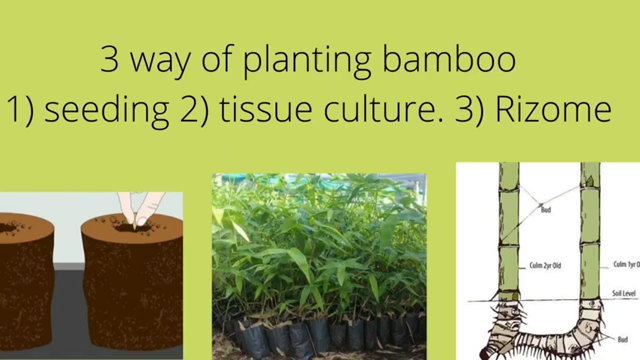 3 way of planting bamboo
1) seeding 2) tissue culture. 3) Rizome
Bud
Culm 2yr Old
Culm 1yr O
Soil Level
Bud